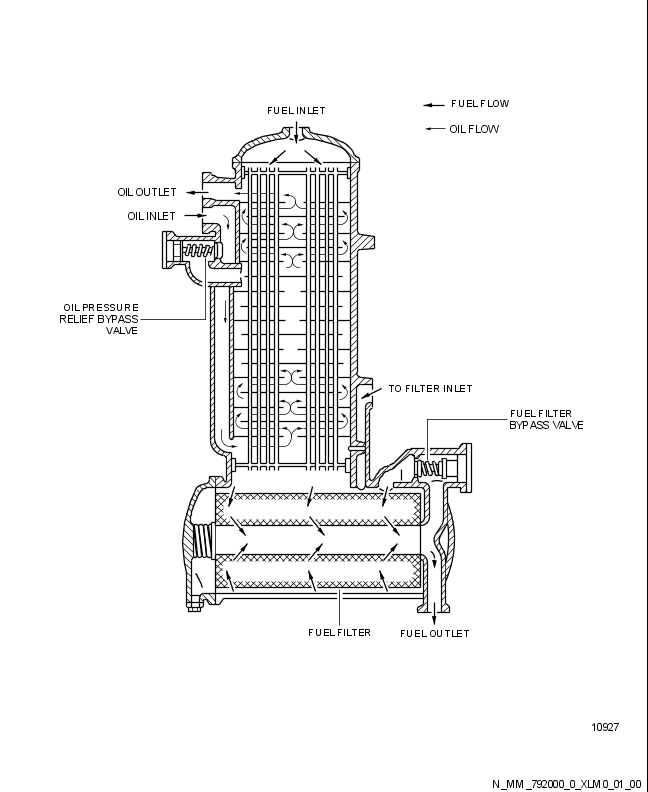 FUEL INLET
FUEL FLOW
OIL FLOW
OIL OUTLET
OIL INLET
OIL PRESSURE
RELIEF BYPASS
VALVE
TO FILTER INLET
FUEL FILTER
BYPASS VALVE
FUEL FILTER
FUEL OUTLET
10927
N_MM_792000_0_XLM0_01_00